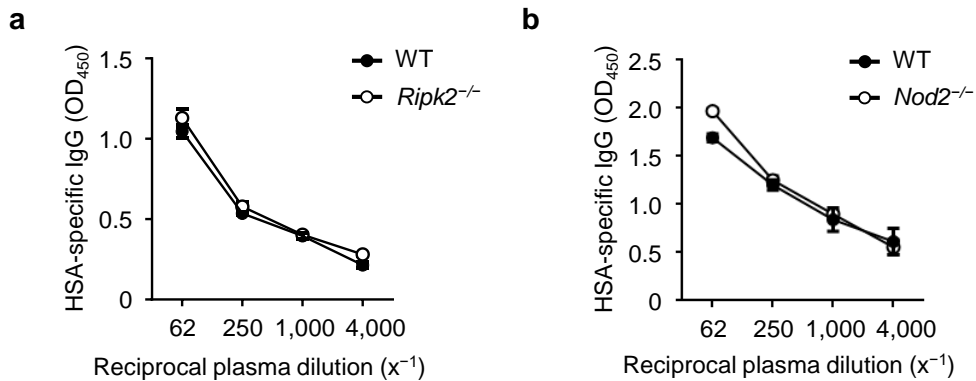 a
HSA-specific IgG (OD450)
1.5
1.0
0.5
0
WT
Ripk2−/−
62 250 1,000 4,000
Reciprocal plasma dilution (x−1)
b
HSA-specific IgG (OD450)
2.5
2.0
1.5
1.0
0.5
0
WT
Nod2−/−
62 250 1,000 4,000
Reciprocal plasma dilution (x−1)